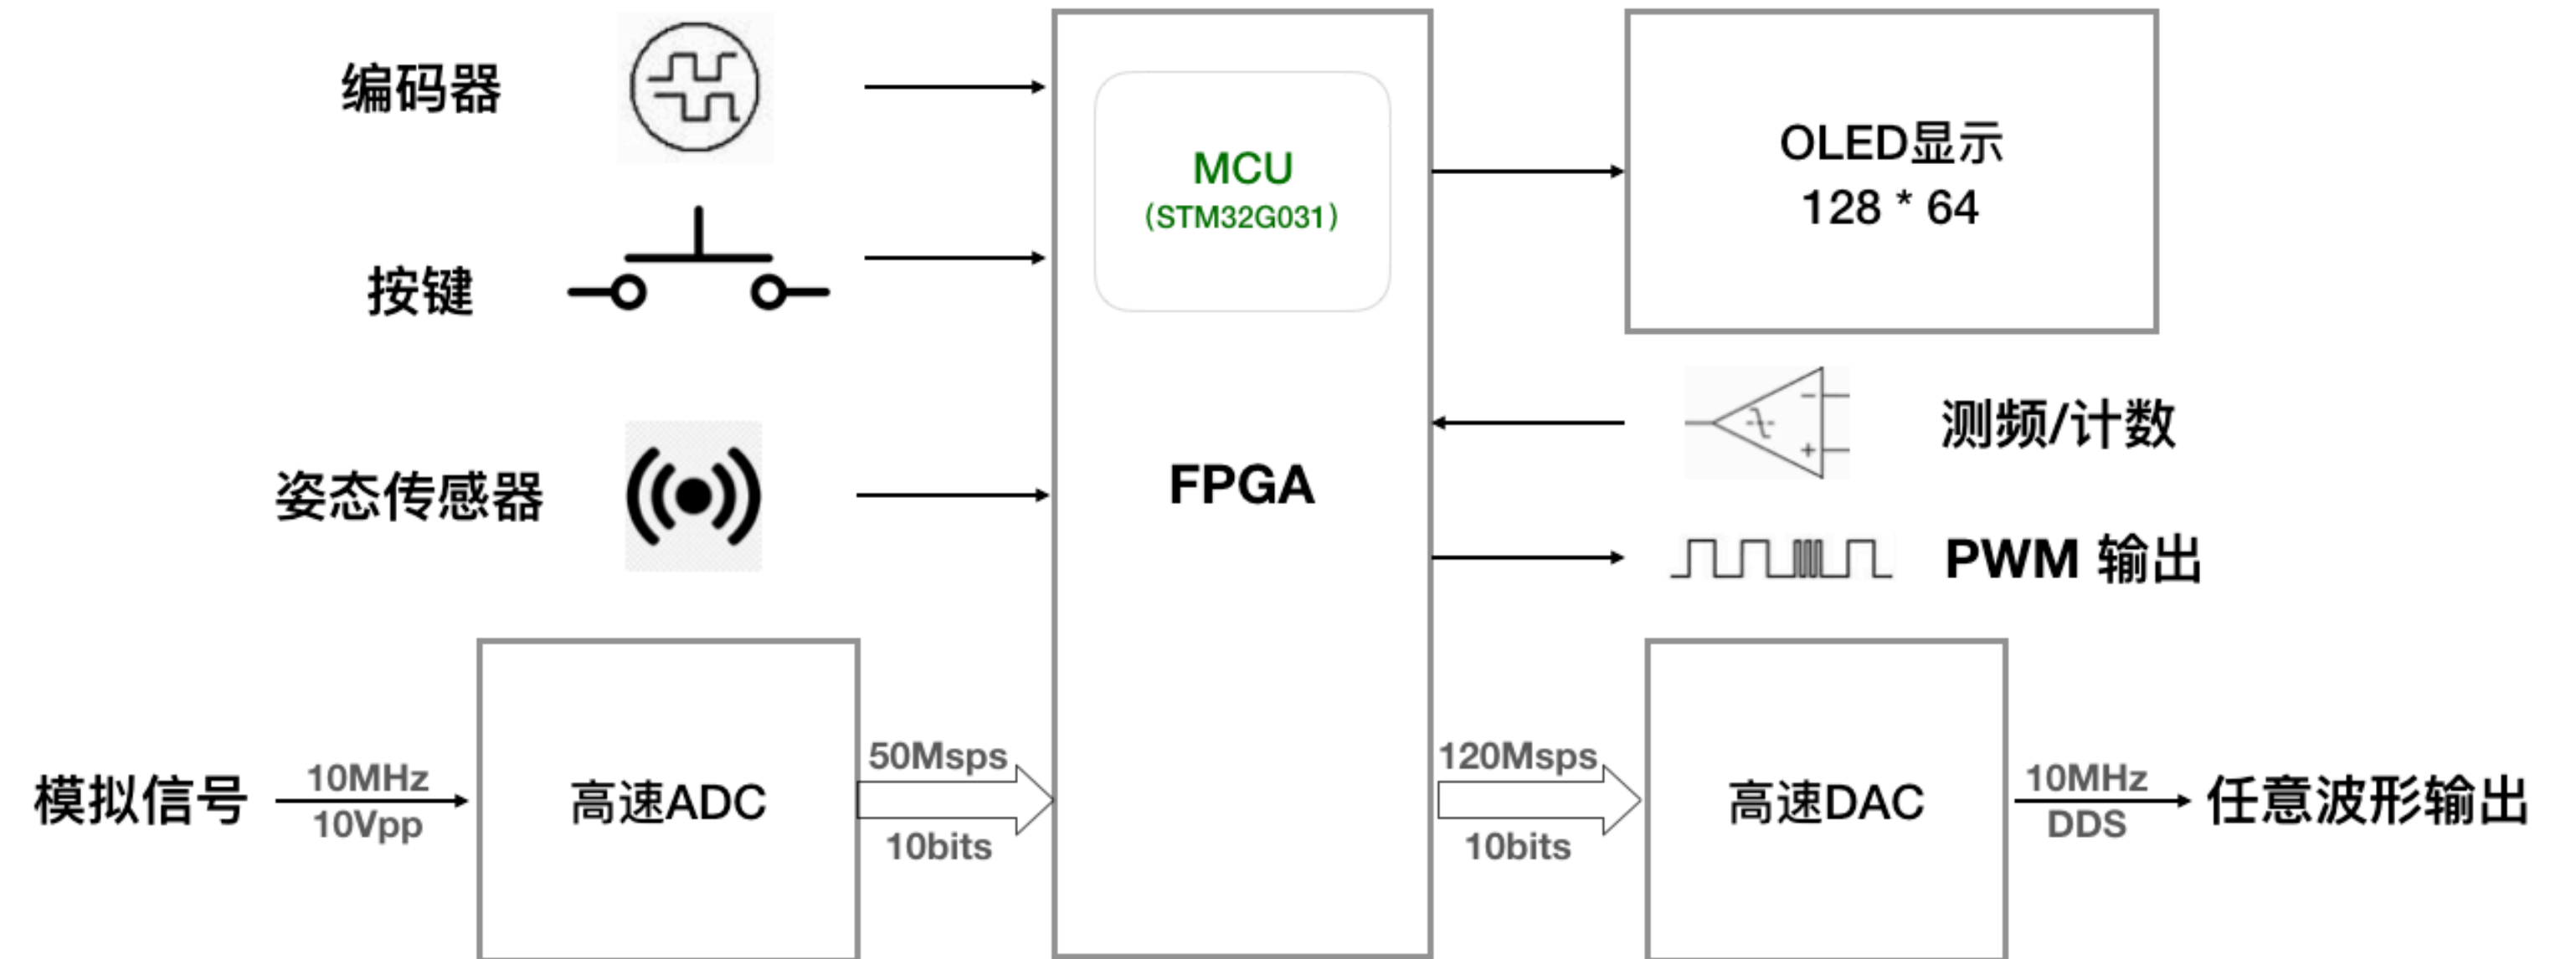 编码器
按键
姿态传感器
模拟信号
10MHz
10Vpp
高速ADC
50Msps
10bits
MCU
(STM32G031)
FPGA
OLED显示
128 * 64
测频/计数
PWM 输出
120Msps
10bits
高速DAC
10MHz
DDS
任意波形输出